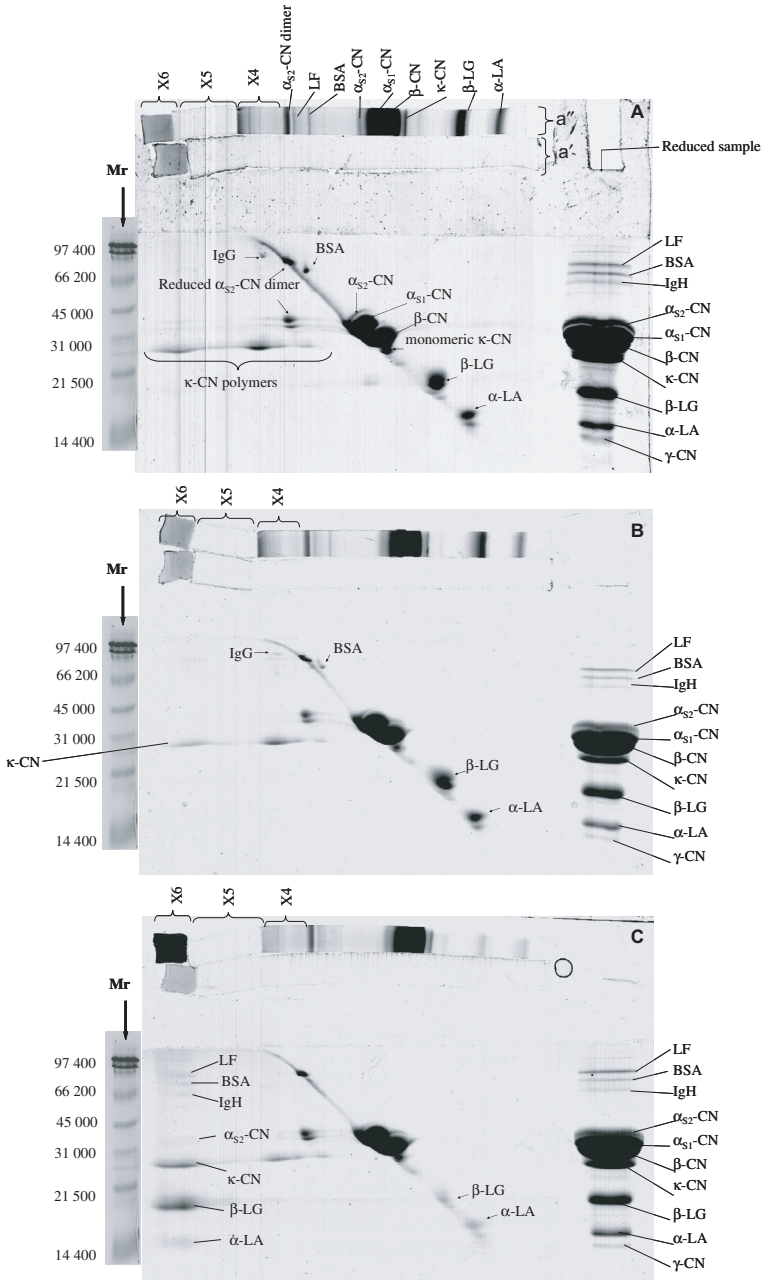 X6
X5
X4
αS2-CN dimer
LF
BSA
αS2-CN
αS1-CN
β-CN
κ-CN
β-LG
α-LA
A
a″
a′
Reduced sample
Mr
97 400
66 200
45 000
31 000
21 500
14 400
IgG
BSA
Reduced αS2-CN dimer
αS2-CN
αS1-CN
β-CN
monomeric κ-CN
β-LG
α-LA
κ-CN polymers
LF
BSA
IgH
αS2-CN
αS1-CN
β-CN
κ-CN
β-LG
α-LA
γ-CN
X6
X5
X4
B
Mr
97 400
66 200
45 000
31 000
21 500
14 400
κ-CN
IgG
BSA
β-LG
α-LA
LF
BSA
IgH
αS2-CN
αS1-CN
β-CN
κ-CN
β-LG
α-LA
γ-CN
X6
X5
X4
C
Mr
97 400
66 200
45 000
31 000
21 500
14 400
LF
BSA
IgH
αS2-CN
κ-CN
β-LG
α-LA
β-LG
α-LA
LF
BSA
IgH
αS2-CN
αS1-CN
β-CN
κ-CN
β-LG
α-LA
γ-CN